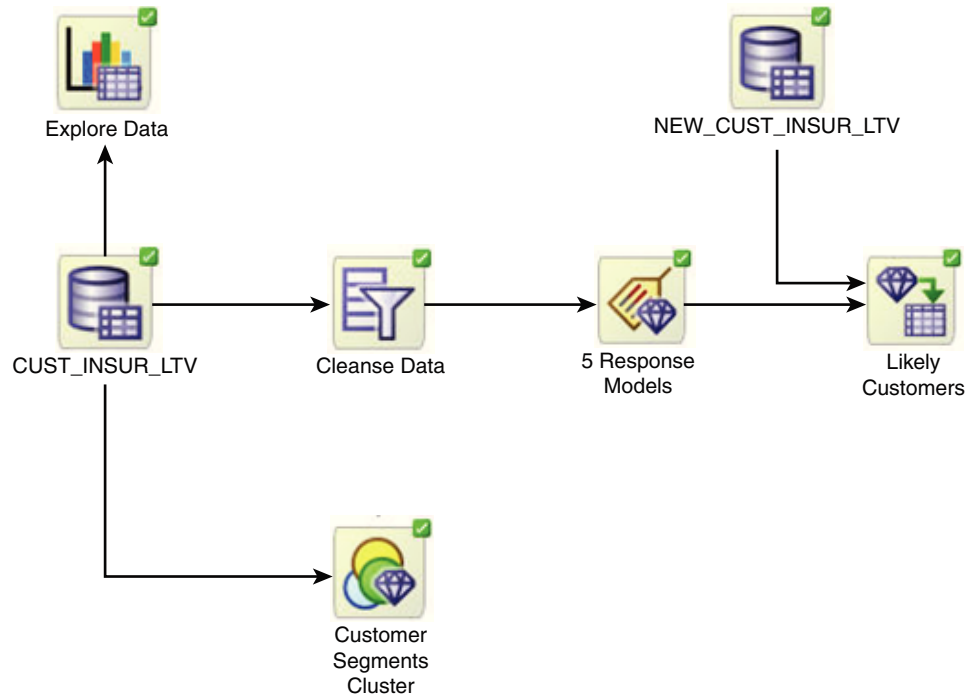 Explore Data
NEW_CUST_INSUR_LTV
CUST_INSUR_LTV
Cleanse Data
5 Response
Models
Likely
Customers
Customer
Segments
Cluster